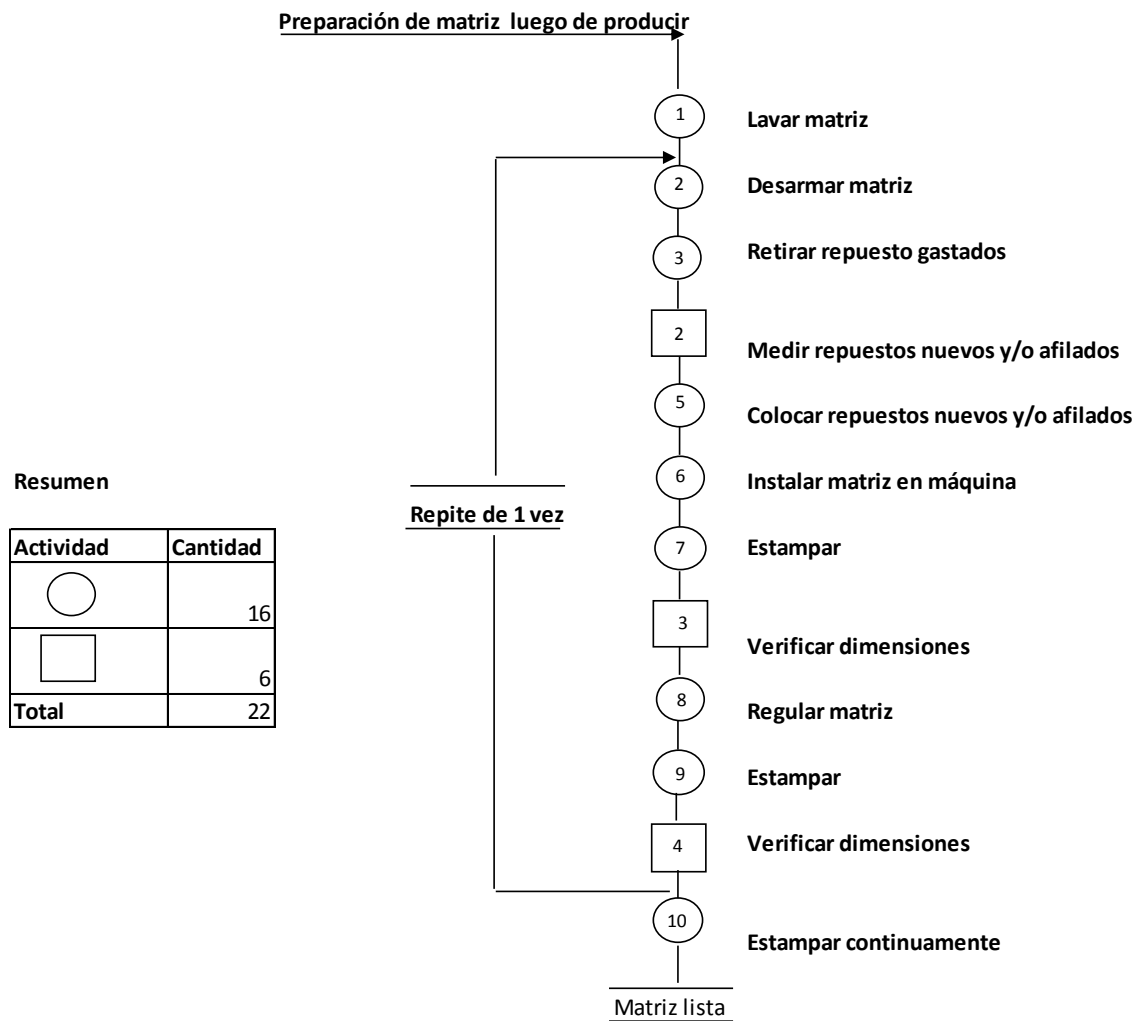 Preparación de matriz luego de producir
1 Lavar matriz
2 Desarmar matriz
3 Retirar repuesto gastados
2 Medir repuestos nuevos y/o afilados
5 Colocar repuestos nuevos y/o afilados
6 Instalar matriz en máquina
7 Estampar
3 Verificar dimensiones
8 Regular matriz
9 Estampar
4 Verificar dimensiones
10 Estampar continuamente
Matriz lista
Repite de 1 vez
Resumen
Actividad Cantidad
16
6
Total 22